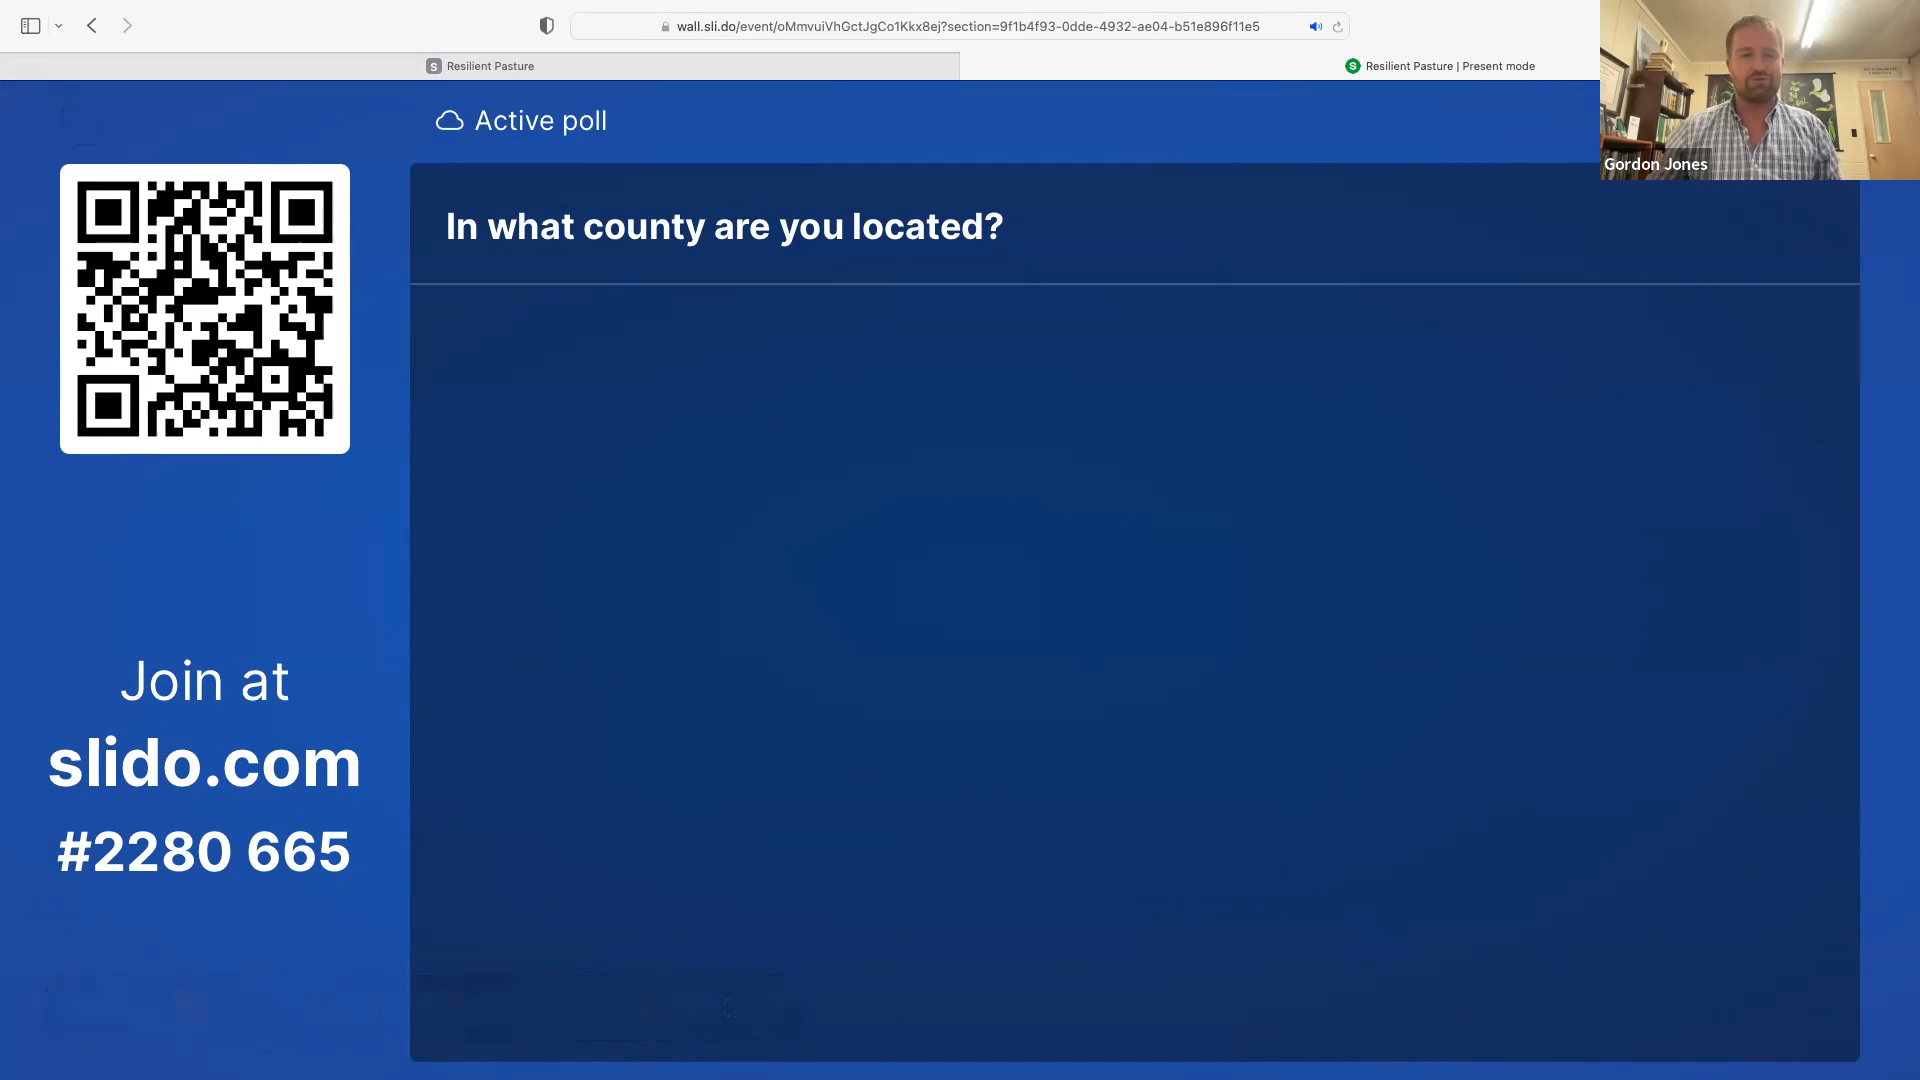 wall.sli.do/event/oMmvuiVhGctJgCo1Kkx8ej?section=9f1b4f93-0dde-4932-ae04-b51e896f11e5
S Resilient Pasture
S Resilient Pasture | Present mode
Gordon Jones
Active poll
In what county are you located?
Join at
slido.com
#2280 665